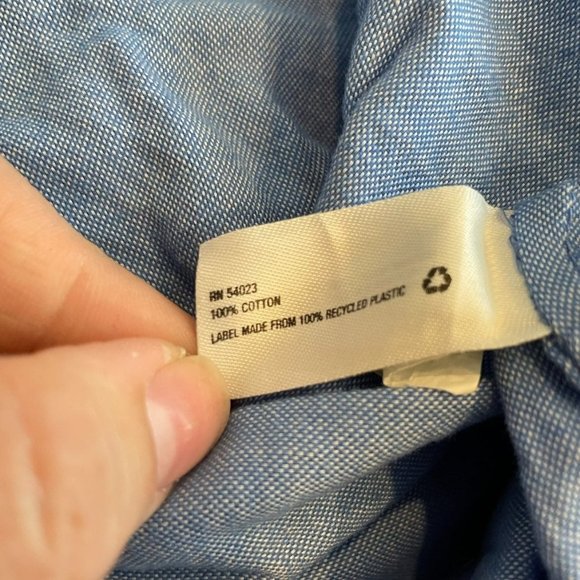 RN 54023
100% COTTON
LABEL MADE FROM 100% RECYCLED PLASTIC